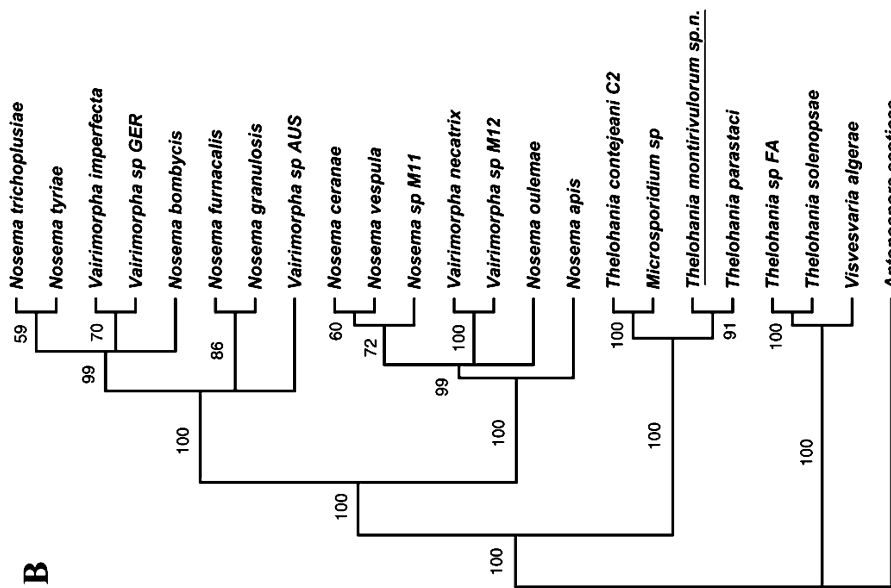 B
Nosema trichoplusiae
Nosema tyriae
Vairimorpha imperfecta
Vairimorpha sp GER
Nosema bombycis
Nosema furnacalis
Nosema granulosis
Vairimorpha sp AUS
Nosema ceranae
Nosema vespula
Nosema sp M11
Vairimorpha necatrix
Vairimorpha sp M12
Nosema oulemae
Nosema apis
Thelohania contejeani C2
Microsporidium sp
Thelohania montirivulorum sp.n.
Thelohania parastaci
Thelohania sp FA
Thelohania solenopsae
Visvesvaria algerae
59
70
99
86
100
60
72
100
99
100
100
100
91
100
100
100
100